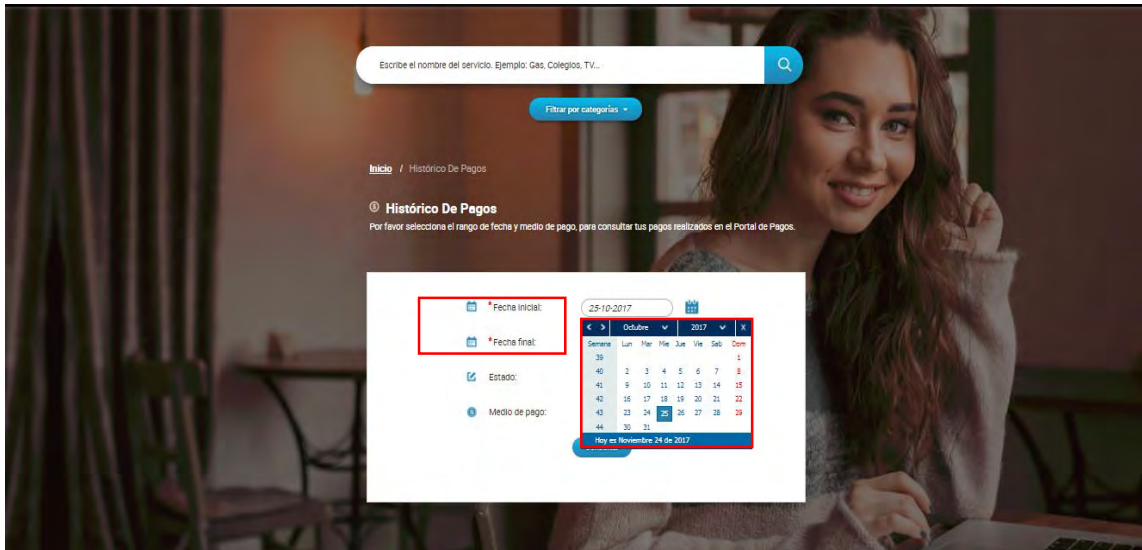 Escribe el nombre del servicio. Ejemplo: Gas, Colegios, TV...
Filtrar por categorías
Inicio / Histórico De Pagos
Histórico De Pagos
Por favor selecciona el rango de fecha y medio de pago, para consultar tus pagos realizados en el Portal de Pagos.
*Fecha inicial: 25-10-2017
< > Octubre 2017 X
*Fecha final:
Semana Lun Mar Mie Jue Vie Sab Dom
39 1
40 2 3 4 5 6 7 8
Estado:
41 9 10 11 12 13 14 15
42 16 17 18 19 20 21 22
Medio de pago:
43 23 24 25 26 27 28 29
44 30 31
Hoy es Noviembre 24 de 2017